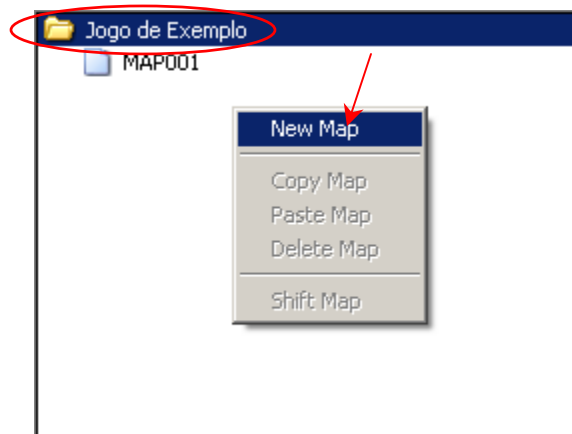 Jogo de Exemplo
MAP001
New Map
Copy Map
Paste Map
Delete Map
Shift Map